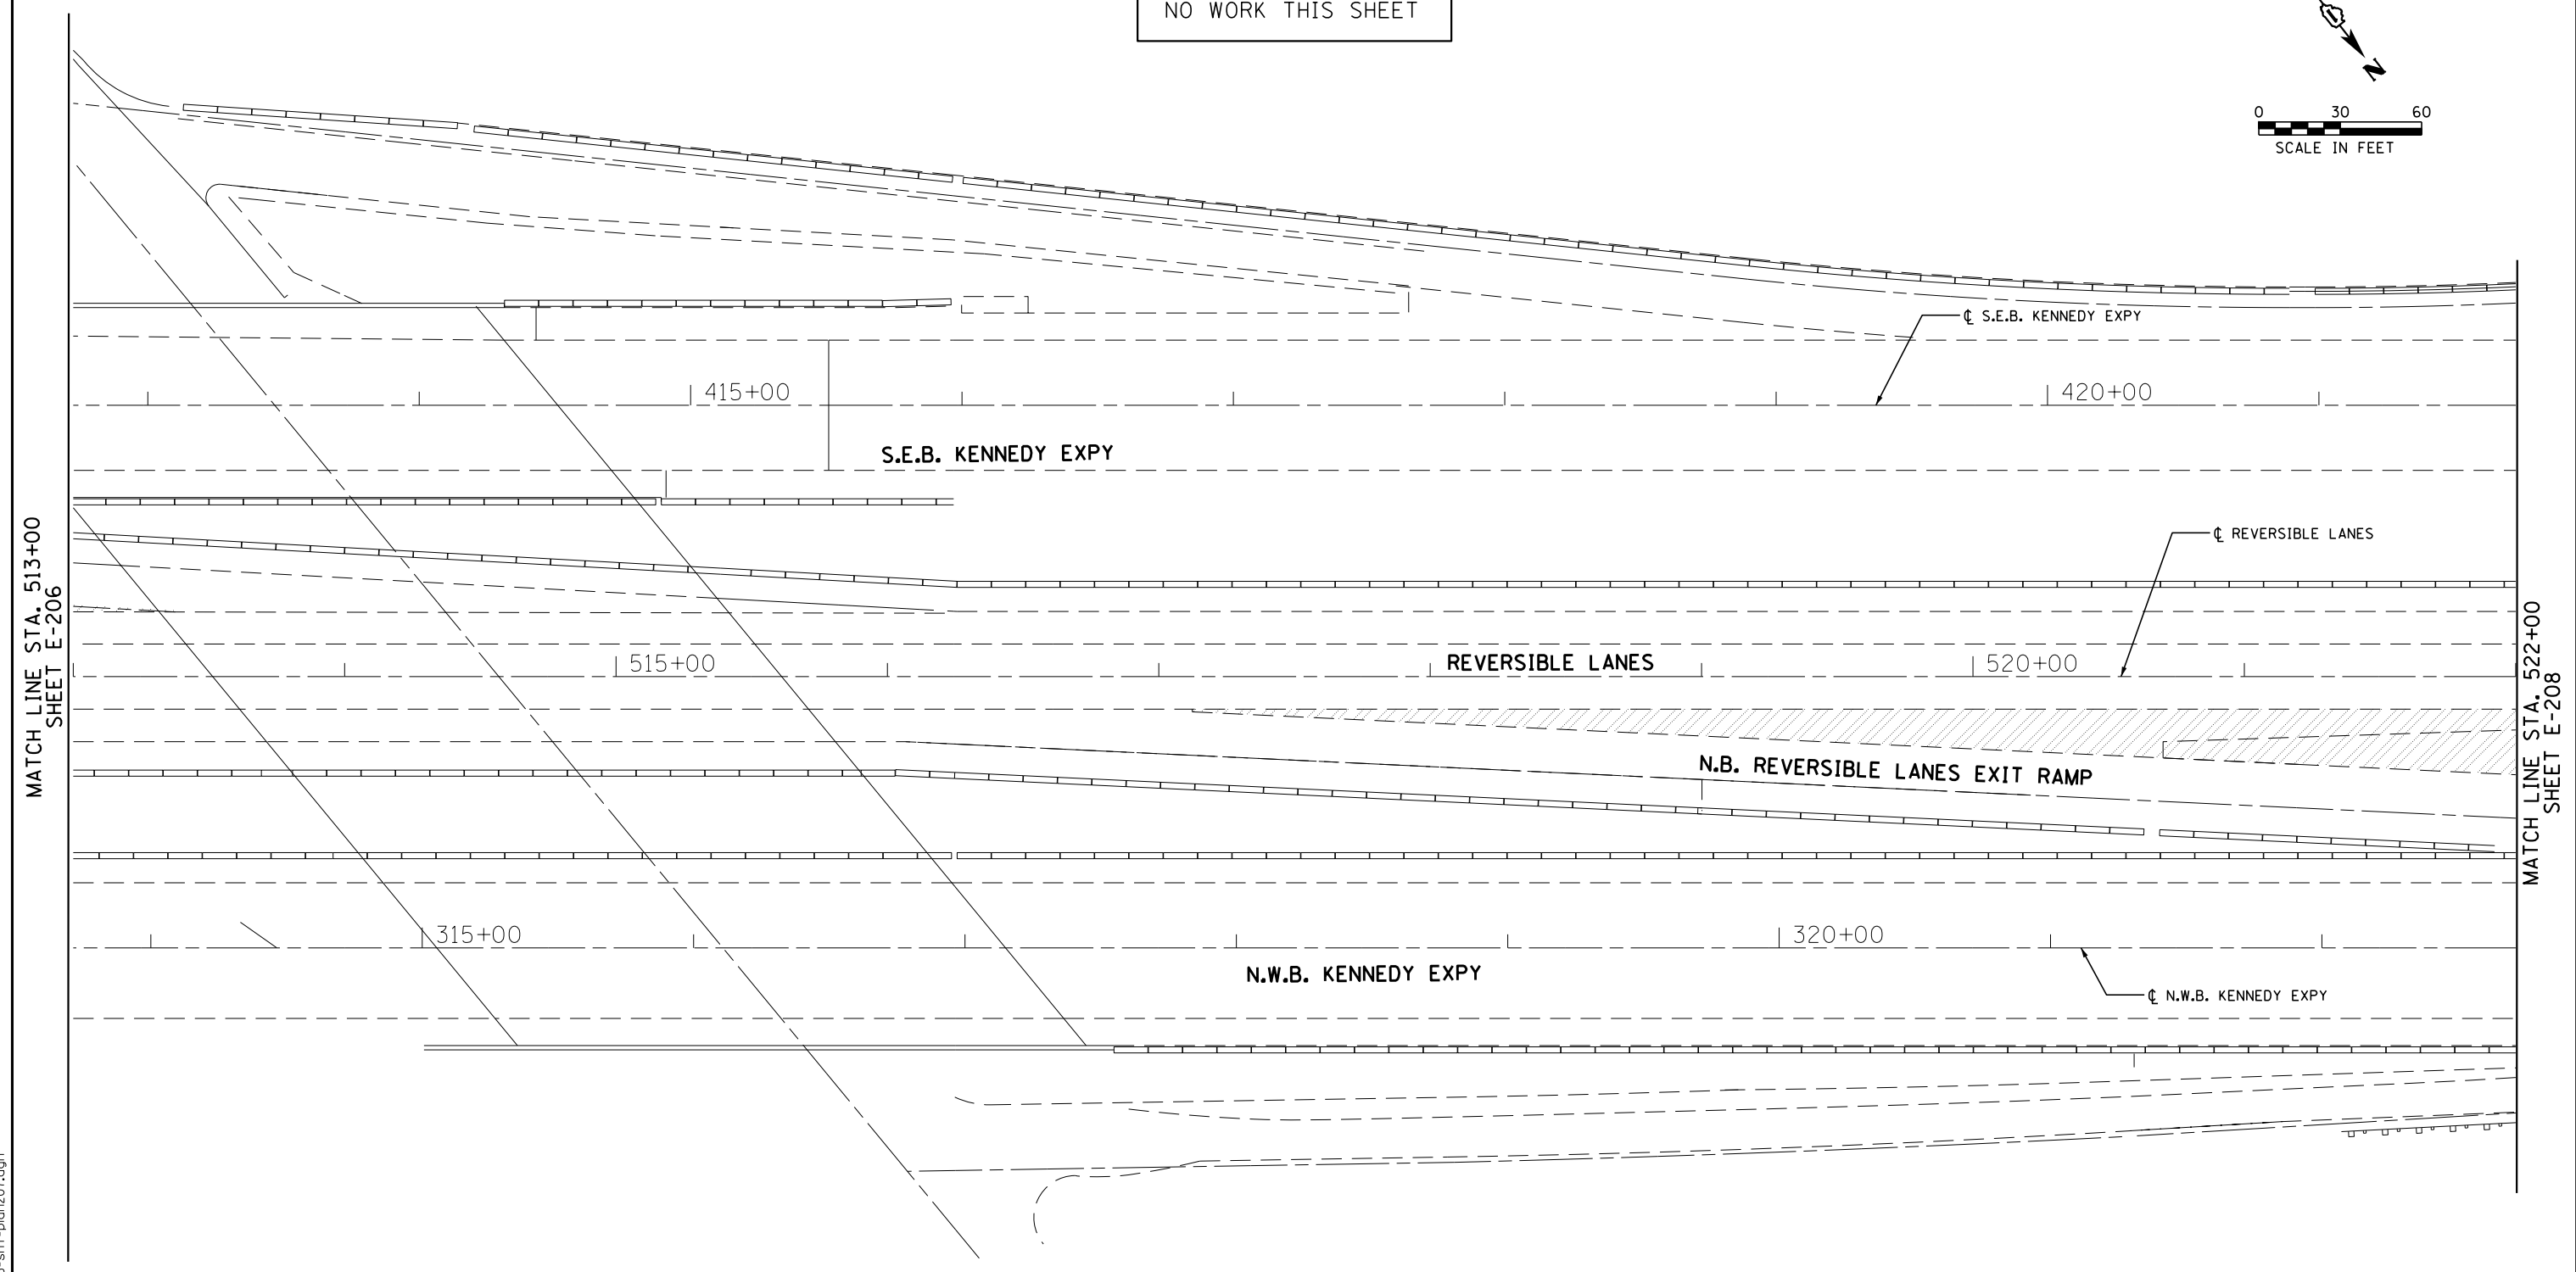 NO WORK THIS SHEET
N
0 30 60
SCALE IN FEET
℄ S.E.B. KENNEDY EXPY
415+00
420+00
S.E.B. KENNEDY EXPY
℄ REVERSIBLE LANES
MATCH LINE STA. 513+00
SHEET E-206
515+00
REVERSIBLE LANES
520+00
MATCH LINE STA. 522+00
SHEET E-208
N.B. REVERSIBLE LANES EXIT RAMP
315+00
320+00
N.W.B. KENNEDY EXPY
℄ N.W.B. KENNEDY EXPY